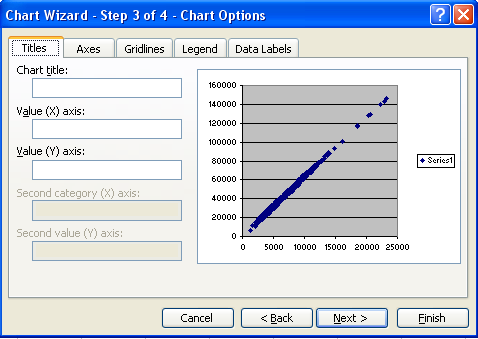 Chart Wizard - Step 3 of 4 - Chart Options
Titles Axes Gridlines Legend Data Labels
Chart title:
Value (X) axis:
Value (Y) axis:
Second category (X) axis:
Second value (Y) axis:
160000
140000
120000
100000
80000
60000
40000
20000
0
0 5000 10000 15000 20000 25000
Series1
Cancel < Back Next > Finish